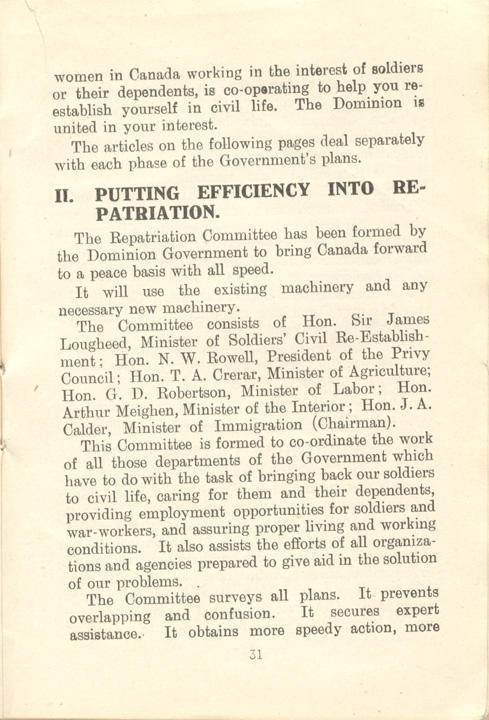 women in Canada working in the interest of soldiers
or their dependents, is co-operating to help you re-
establish yourself in civil life. The Dominion is
united in your interest.
The articles on the following pages deal separately
with each phase of the Government's plans.
II. PUTTING EFFICIENCY INTO RE-
PATRIATION.
The Repatriation Committee has been formed by
the Dominion Government to bring Canada forward
to a peace basis with all speed.
It will use the existing machinery and any
necessary new machinery.
The Committee consists of Hon. Sir James
Lougheed, Minister of Soldiers' Civil Re-Establish-
ment; Hon. N. W. Rowell, President of the Privy
Council; Hon. T. A. Crerar, Minister of Agriculture;
Hon. G. D. Robertson, Minister of Labor; Hon.
Arthur Meighen, Minister of the Interior; Hon. J. A.
Calder, Minister of Immigration (Chairman).
This Committee is formed to co-ordinate the work
of all those departments of the Government which
have to do with the task of bringing back our soldiers
to civil life, caring for them and their dependents,
providing employment opportunities for soldiers and
war-workers, and assuring proper living and working
conditions. It also assists the efforts of all organiza-
tions and agencies prepared to give aid in the solution
of our problems.
The Committee surveys all plans. It prevents
overlapping and confusion. It secures expert
assistance. It obtains more speedy action, more
31